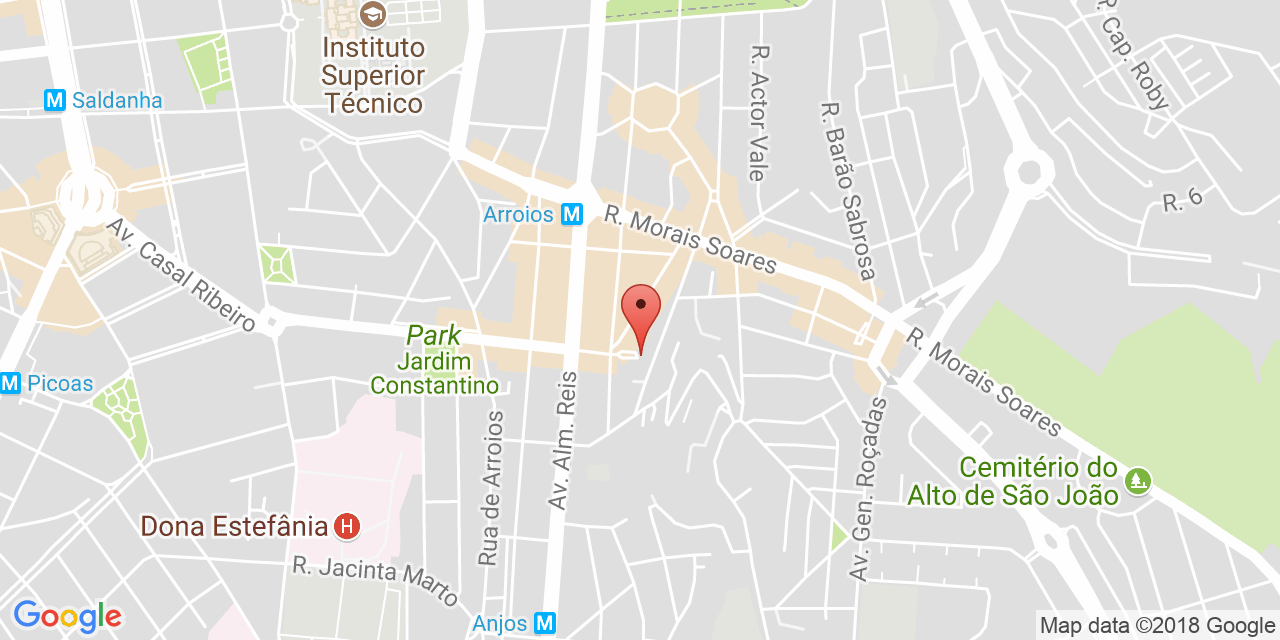 Instituto
Superior
Técnico
R. Cap. Roby
R. Actor Vale
M Saldanha
R. Barão Sabrosa
R. 6
Arroios M
R. Morais Soares
Av. Casal Ribeiro
Park
Jardim
Constantino
R. Morais Soares
M Picoas
Av. Alm. Reis
Rua de Arroios
Av. Gen. Roçadas
Cemitério do
Alto de São João
Dona Estefânia H
R. Jacinta Marto
Anjos M
Google
Map data ©2018 Google